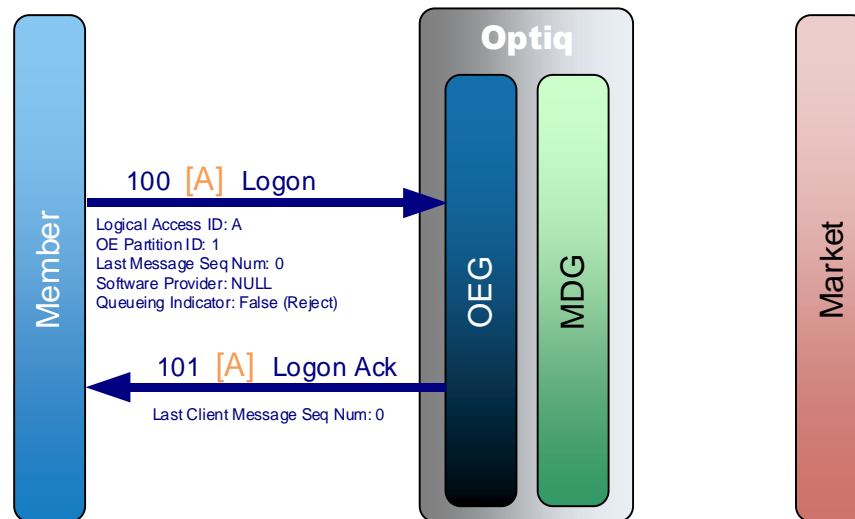 Optiq
Member
100 [A] Logon
Logical Access ID: A
OE Partition ID: 1
Last Message Seq Num: 0
Software Provider: NULL
Queueing Indicator: False (Reject)
101 [A] Logon Ack
Last Client Message Seq Num: 0
OEG
MDG
Market